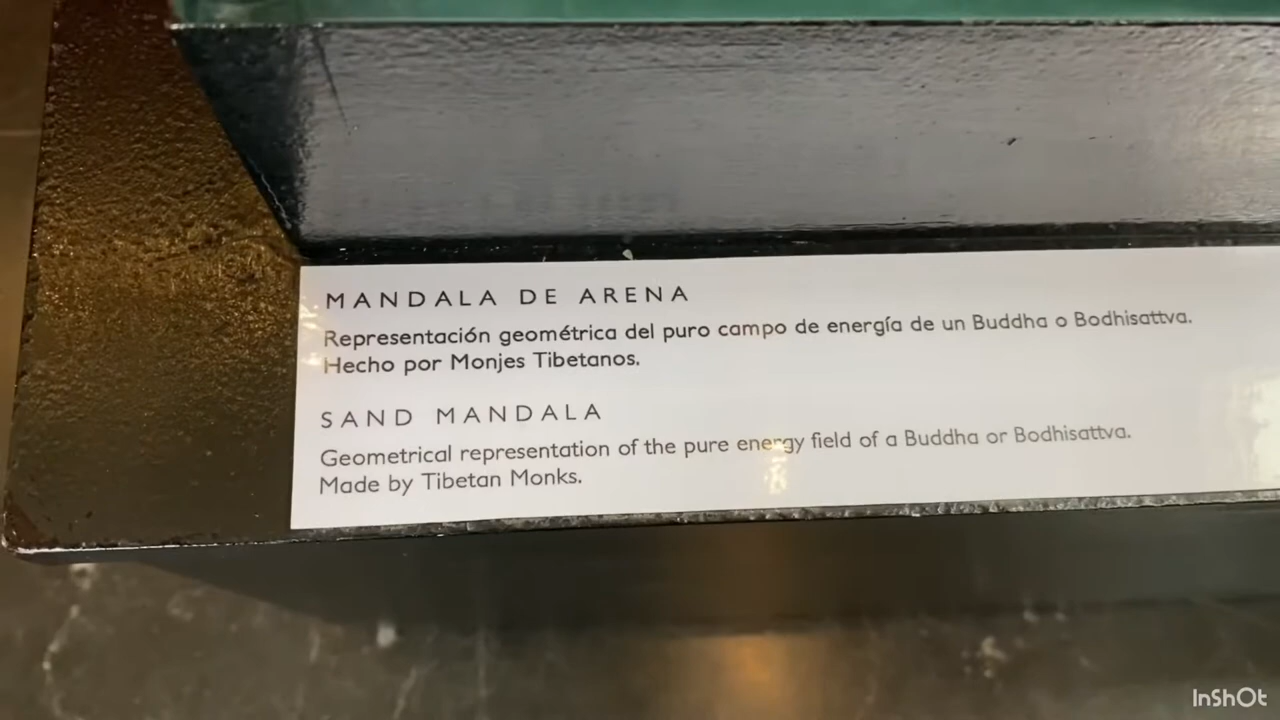 MANDALA DE ARENA
Representación geométrica del puro campo de energía de un Buddha o Bodhisattva.
Hecho por Monjes Tibetanos.
SAND MANDALA
Geometrical representation of the pure energy field of a Buddha or Bodhisattva.
Made by Tibetan Monks.
InShOt